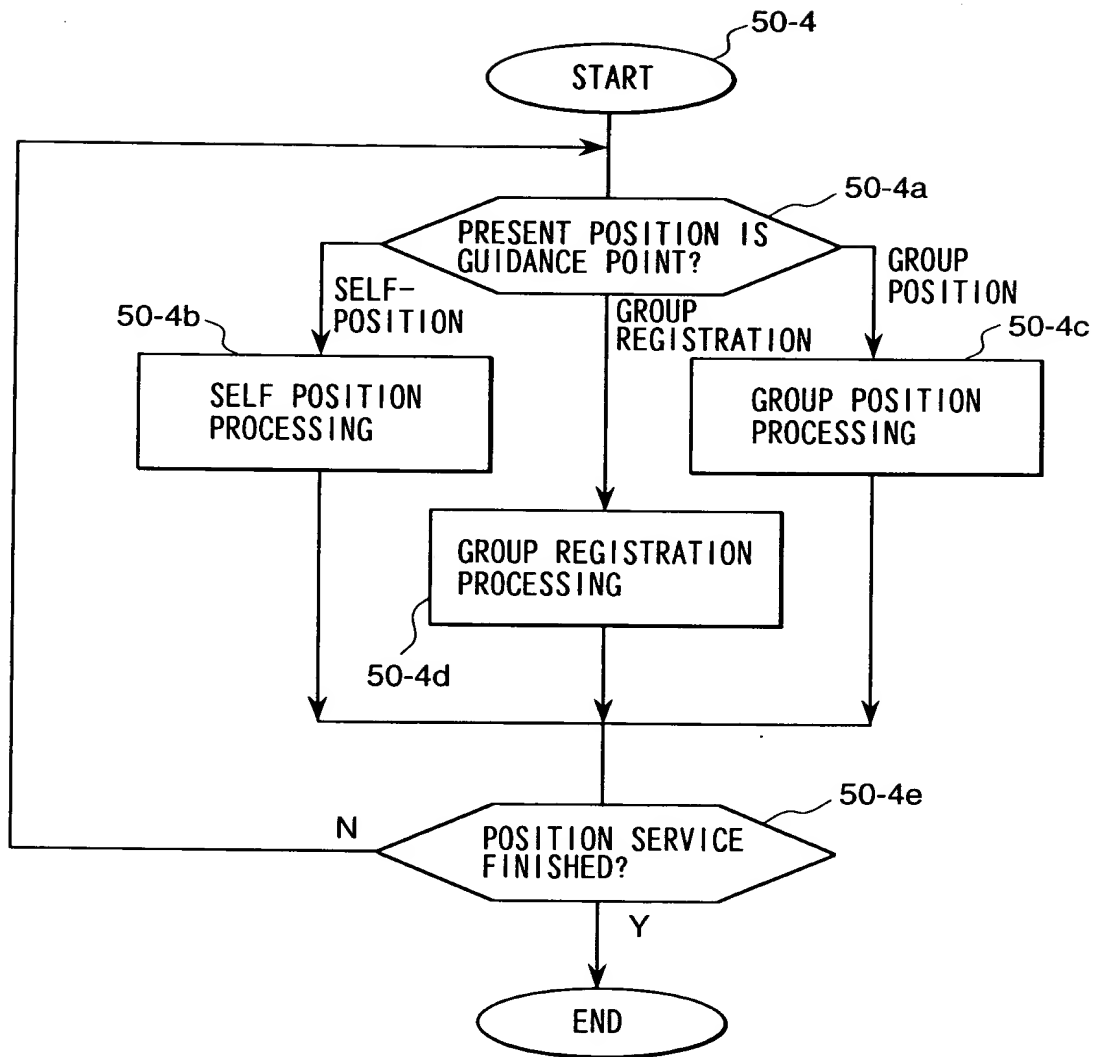 50-4
START
50-4a
PRESENT POSITION IS
GUIDANCE POINT?
SELF-
POSITION
GROUP
REGISTRATION
GROUP
POSITION
50-4b
50-4c
SELF POSITION
PROCESSING
GROUP POSITION
PROCESSING
GROUP REGISTRATION
PROCESSING
50-4d
50-4e
N
POSITION SERVICE
FINISHED?
Y
END